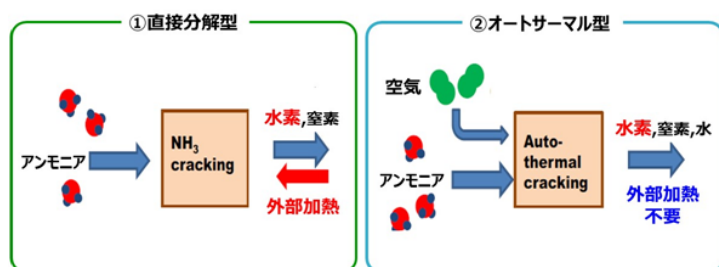 ①直接分解型
アンモニア
NH₃
cracking
水素,窒素
外部加熱
②オートサーマル型
空気
アンモニア
Auto-
thermal
cracking
水素,窒素,水
外部加熱
不要